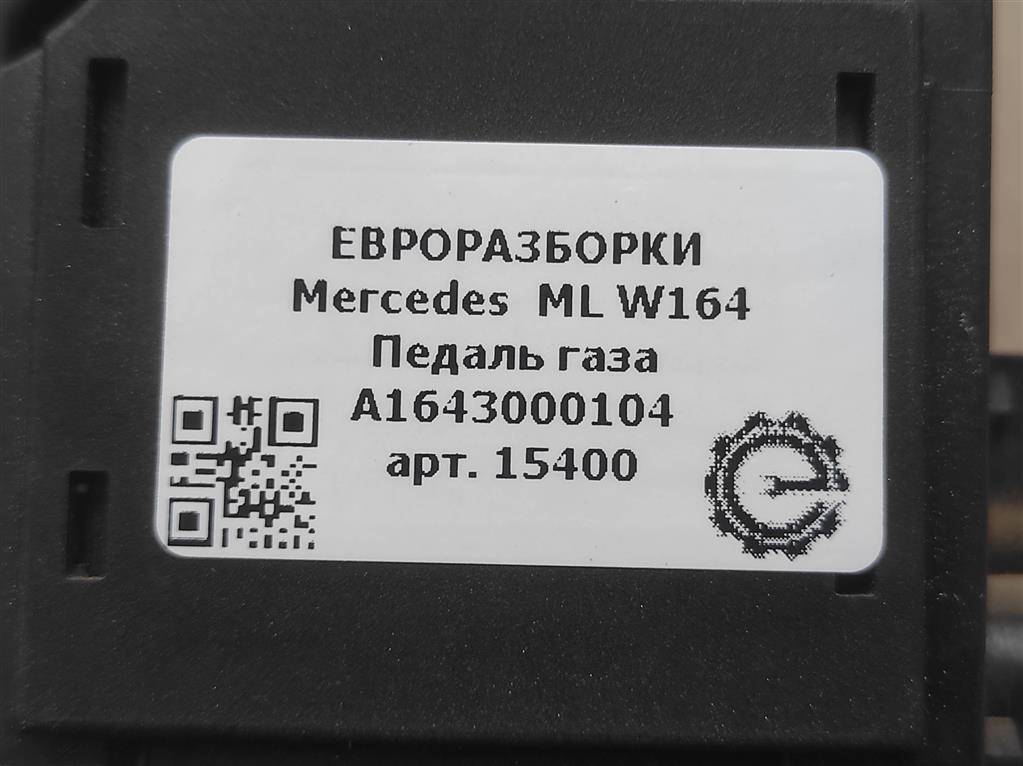 ЕВРОРАЗБОРКИ
Mercedes ML W164
Педаль газа
A1643000104
арт. 15400